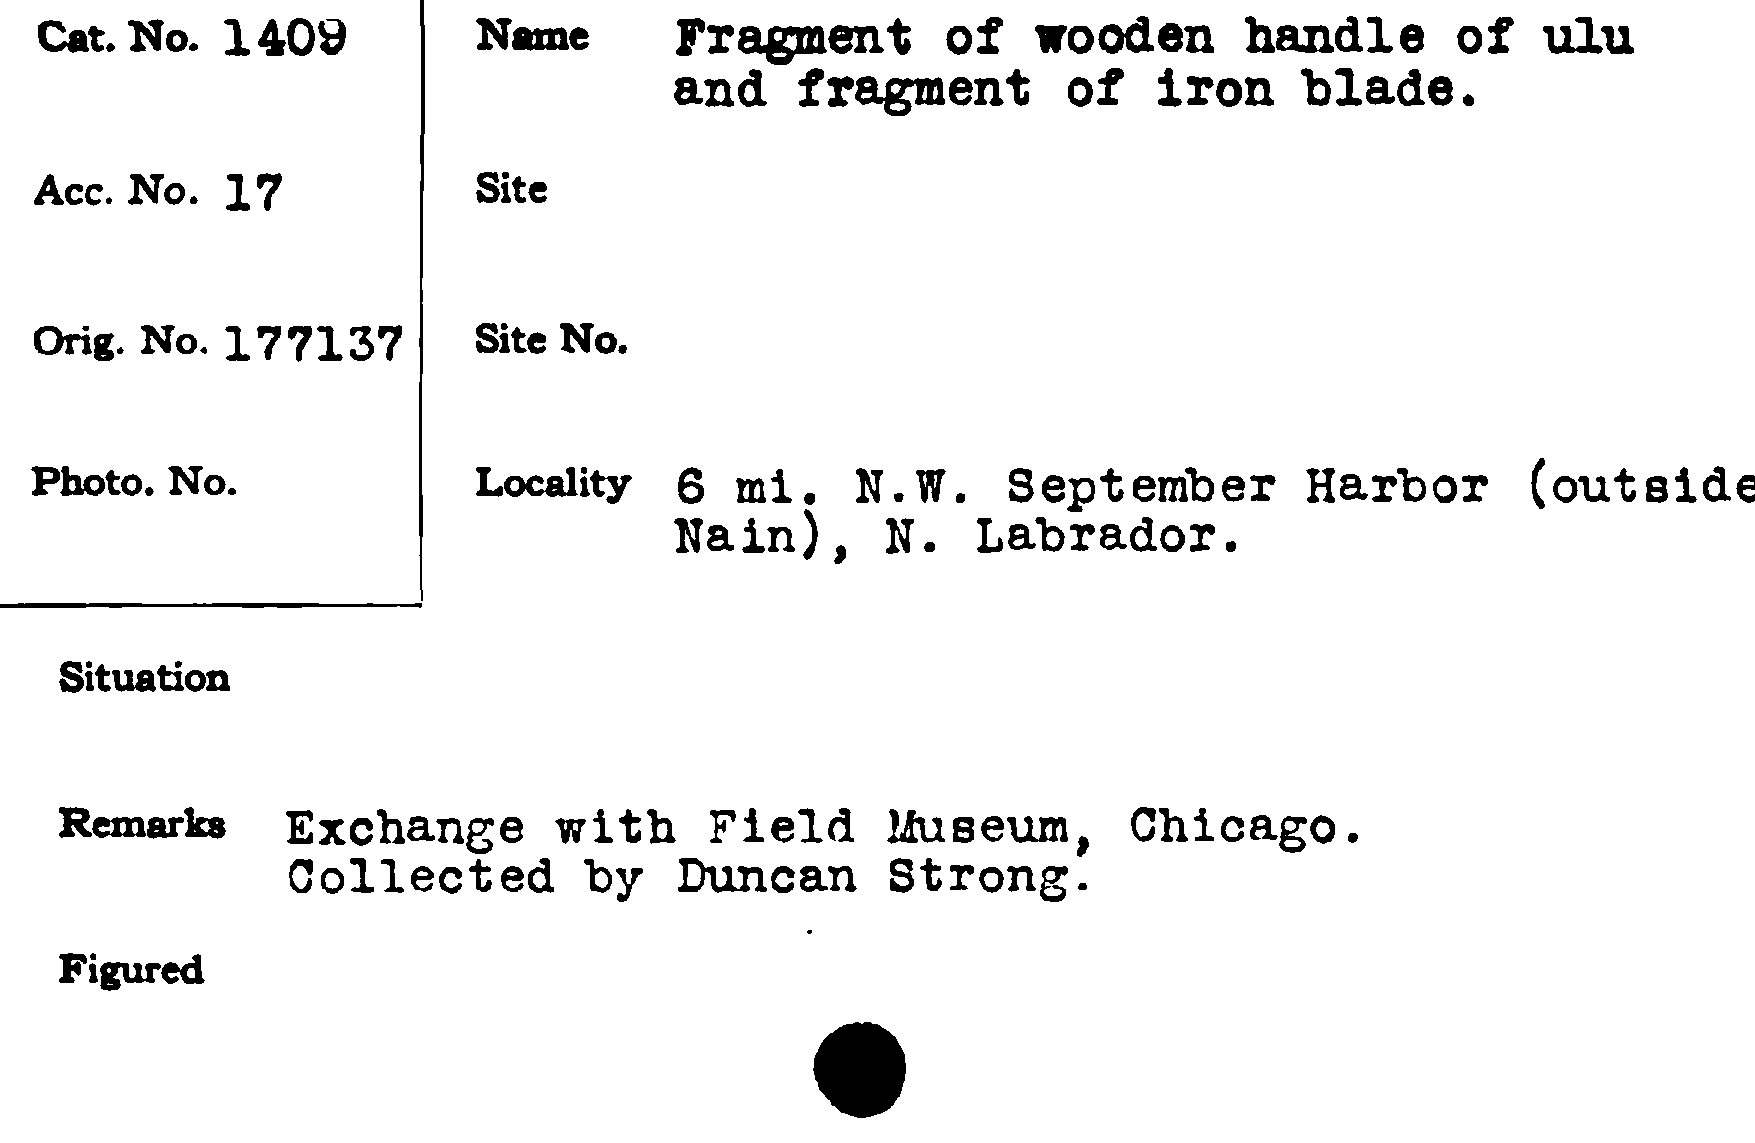 Cat. No. 1409
Name Fragment of wooden handle of ulu
and fragment of iron blade.
Acc. No. 17
Site
Orig. No. 177137
Site No.
Photo. No.
Locality 6 mi. N.W. September Harbor (outside
Nain), N. Labrador.
Situation
Remarks Exchange with Field Museum, Chicago.
Collected by Duncan Strong.
Figured